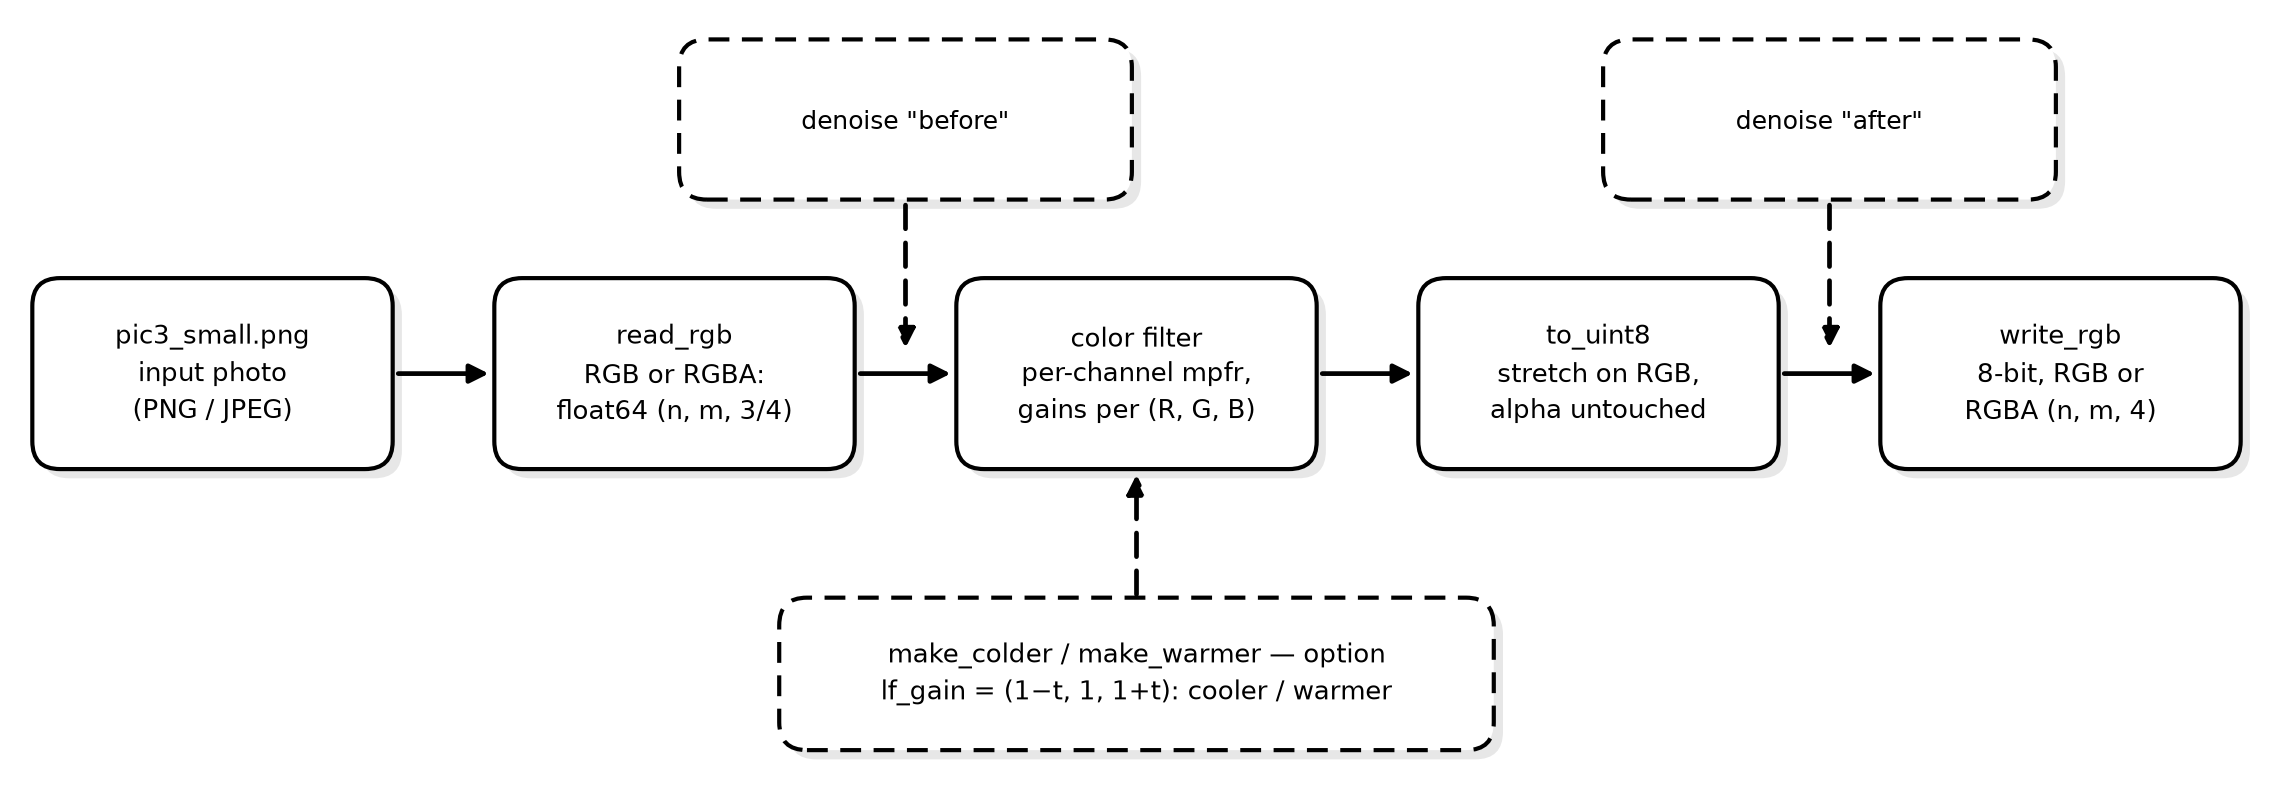 denoise "before"
denoise "after"
pic3_small.png
input photo
(PNG / JPEG)
read_rgb
RGB or RGBA:
float64 (n, m, 3/4)
color filter
per-channel mpfr,
gains per (R, G, B)
to_uint8
stretch on RGB,
alpha untouched
write_rgb
8-bit, RGB or
RGBA (n, m, 4)
make_colder / make_warmer — option
lf_gain = (1−t, 1, 1+t): cooler / warmer